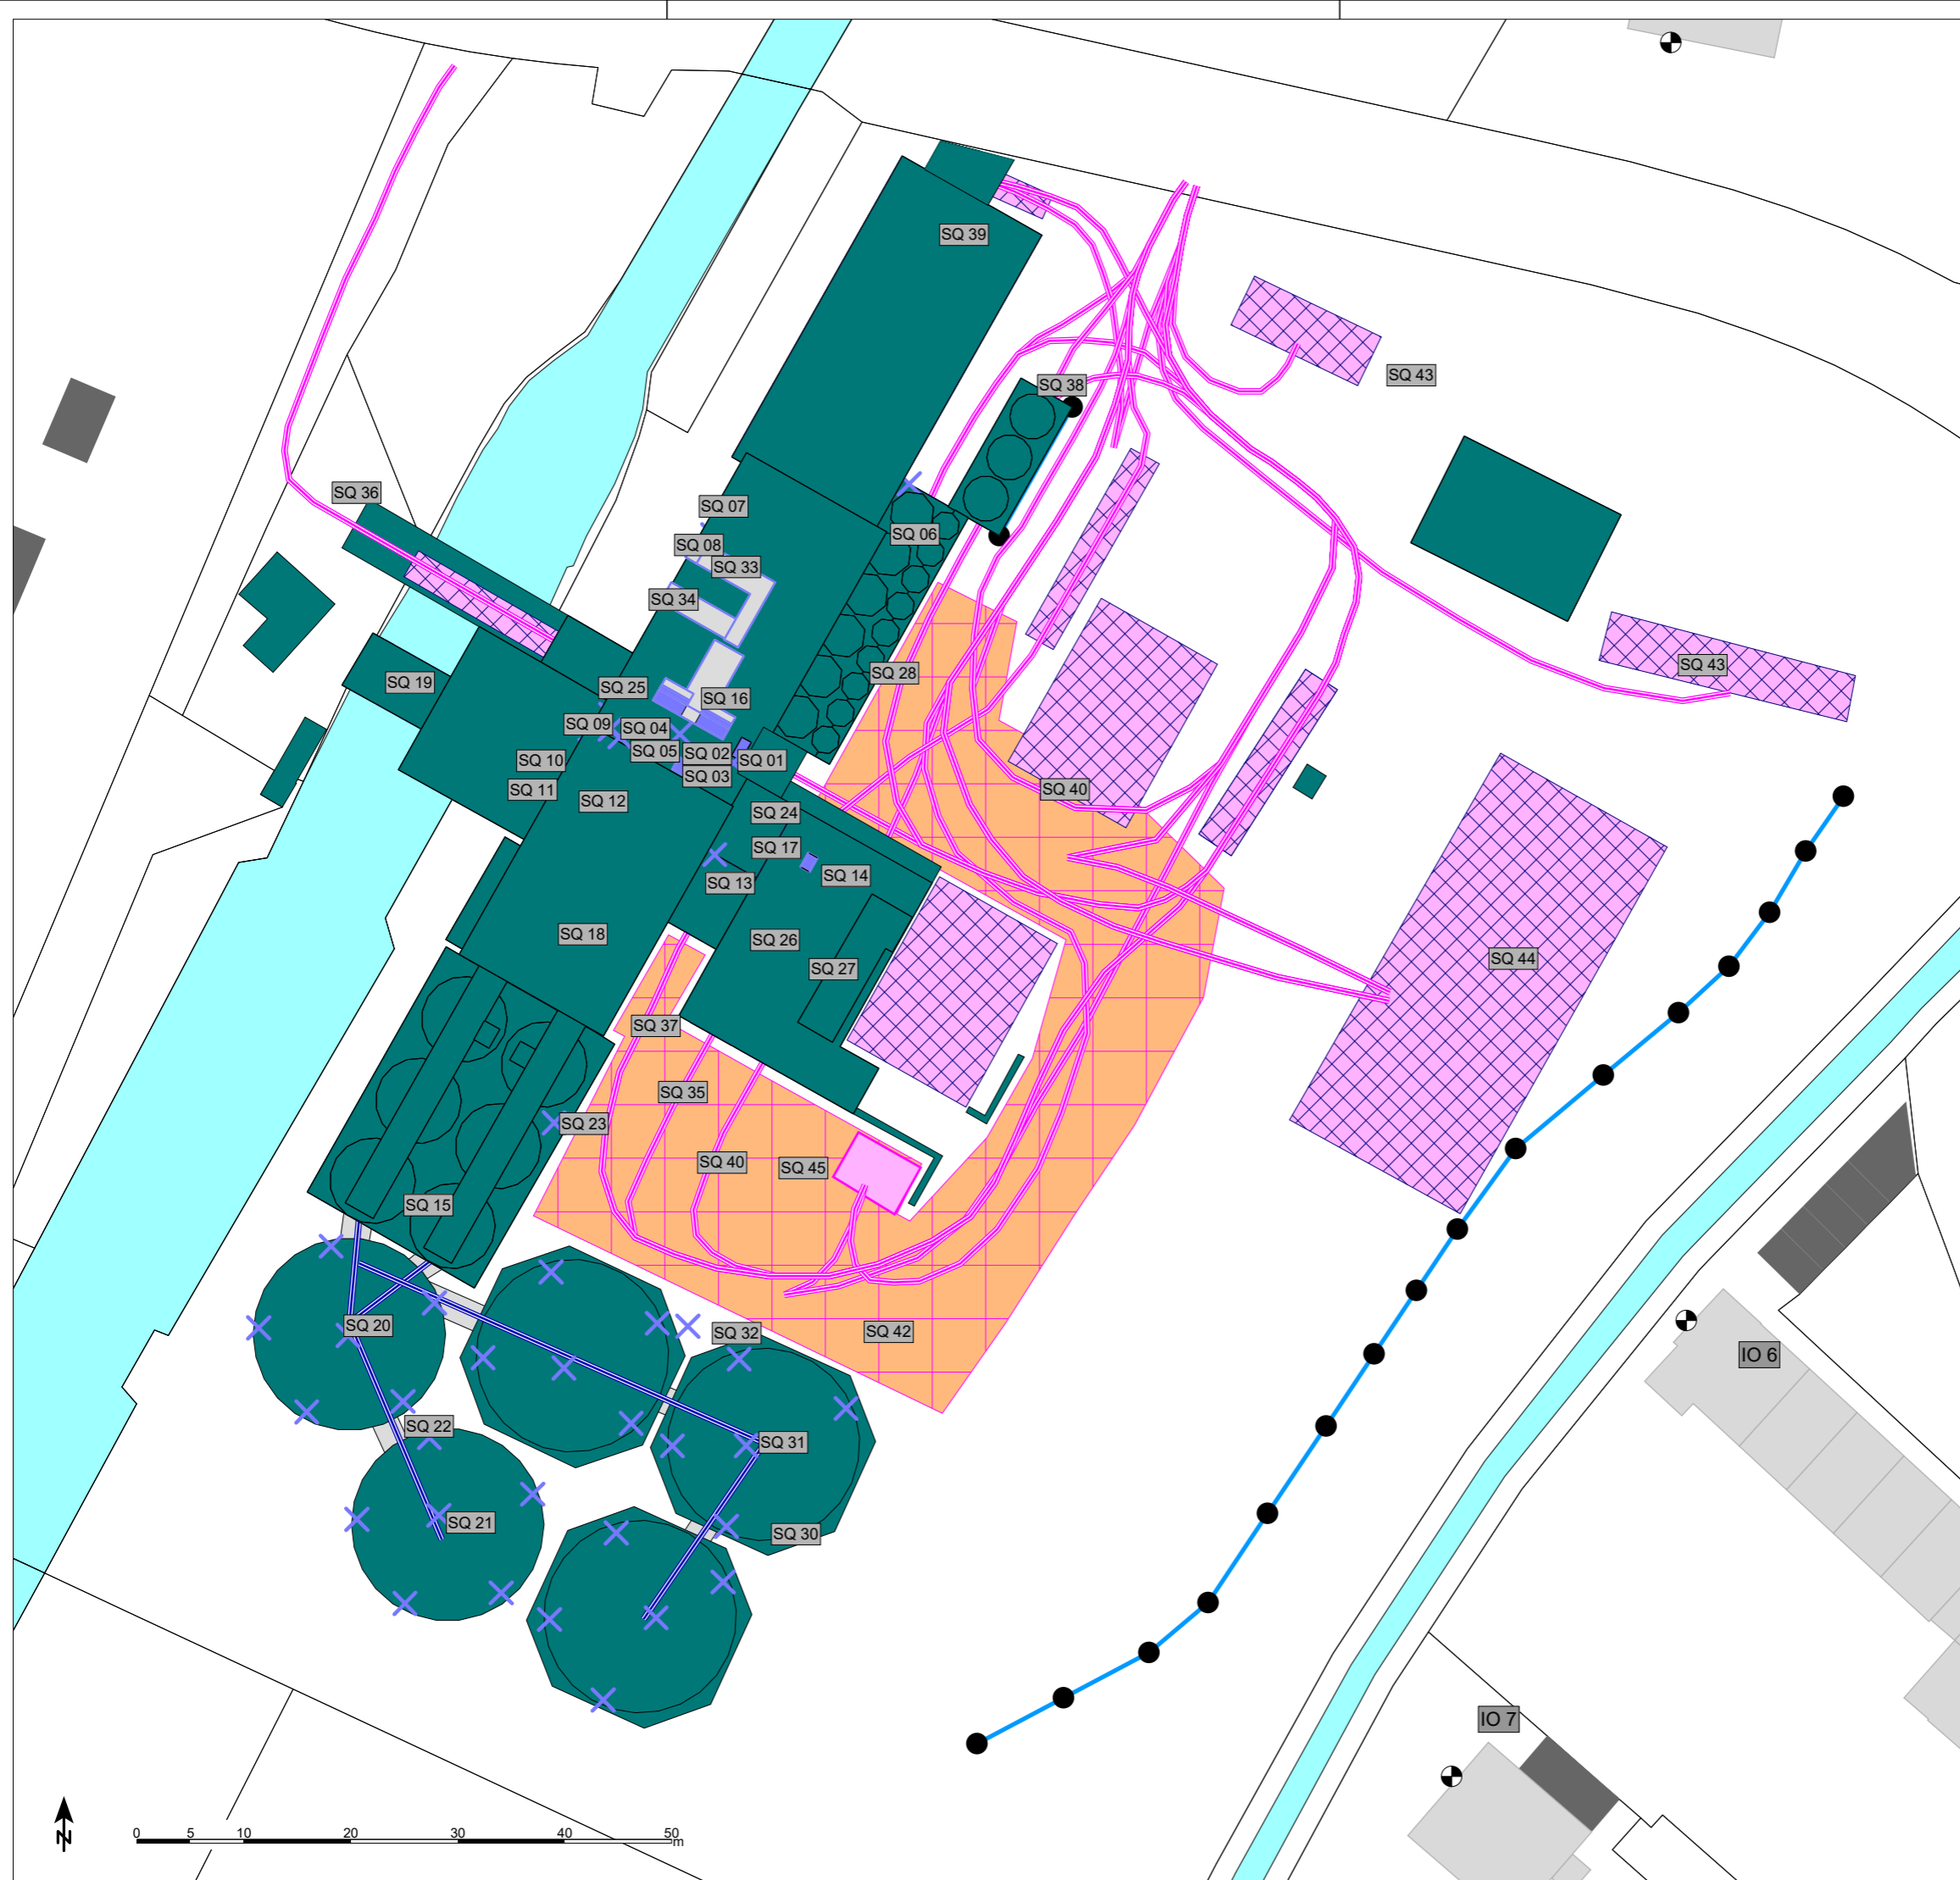 SQ 39
SQ 43
SQ 38
SQ 36
SQ 07
SQ 06
SQ 08
SQ 33
SQ 34
SQ 43
SQ 28
SQ 19
SQ 25
SQ 16
SQ 09
SQ 04
SQ 05
SQ 02
SQ 01
SQ 10
SQ 03
SQ 11
SQ 40
SQ 12
SQ 24
SQ 17
SQ 14
SQ 13
SQ 18
SQ 26
SQ 44
SQ 27
SQ 37
SQ 35
SQ 23
SQ 40
SQ 45
SQ 15
SQ 20
SQ 32
SQ 42
IO 6
SQ 22
SQ 31
SQ 21
SQ 30
IO 7
N
0 5 10 20 30 40 50
m